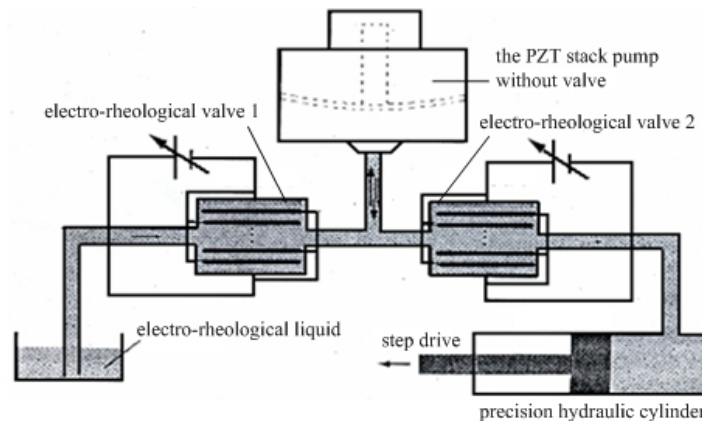 the PZT stack pump
without valve
electro-rheological valve 1
electro-rheological valve 2
electro-rheological liquid
step drive
precision hydraulic cylinder